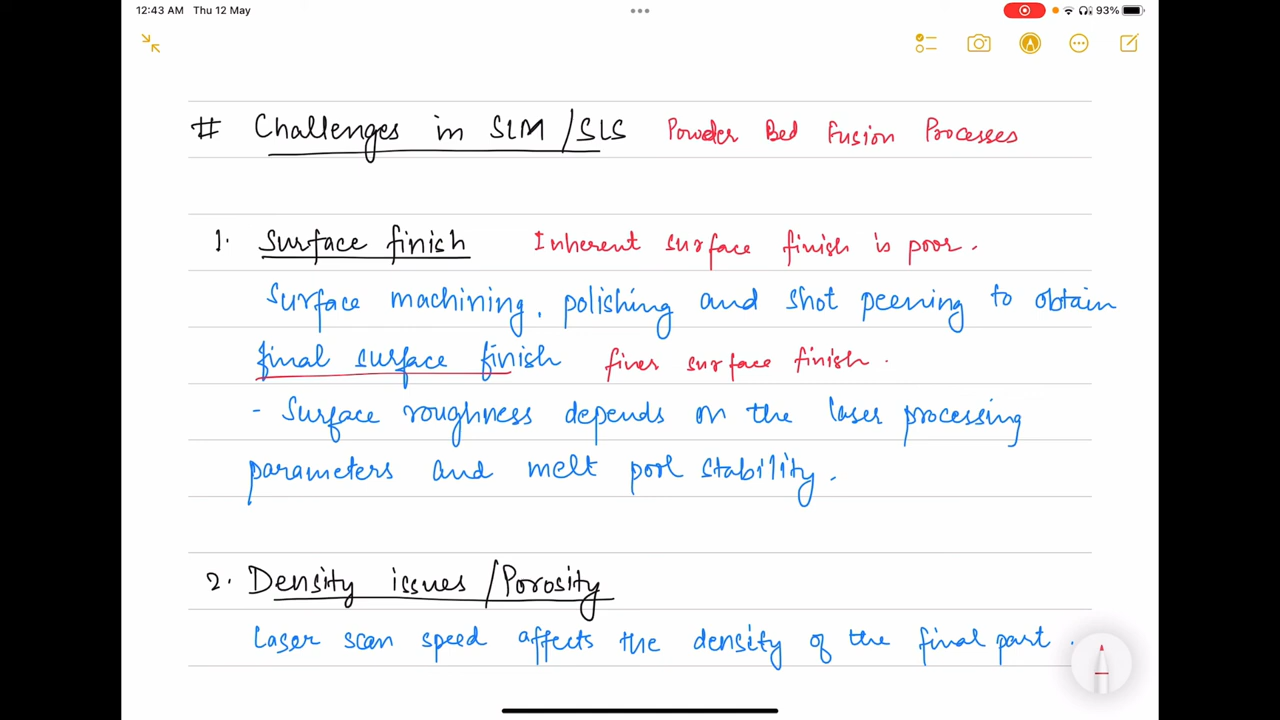 12:43 AM Thu 12 May 93%
# Challenges in SLM/SLS Powder Bed Fusion Processes
1. Surface finish Inherent surface finish is poor.
Surface machining, polishing and shot peening to obtain
final surface finish finer surface finish.
- Surface roughness depends on the laser processing
parameters and melt pool stability.
2. Density issues/Porosity
Laser scan speed affects the density of the final part.